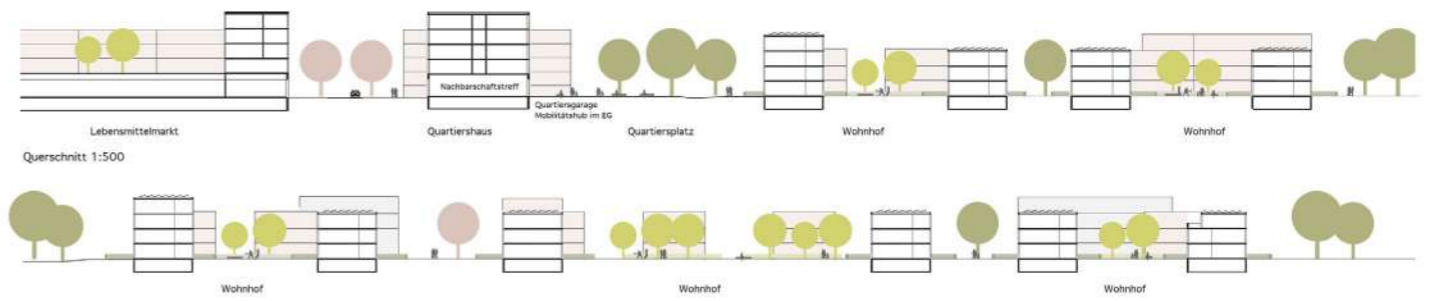 Nachbarschaftstreff
Quartiersgarage
Mobilitätshub im EG
Lebensmittelmarkt
Quartiershaus
Quartiersplatz
Wohnhof
Wohnhof
Querschnitt 1:500
Wohnhof
Wohnhof
Wohnhof